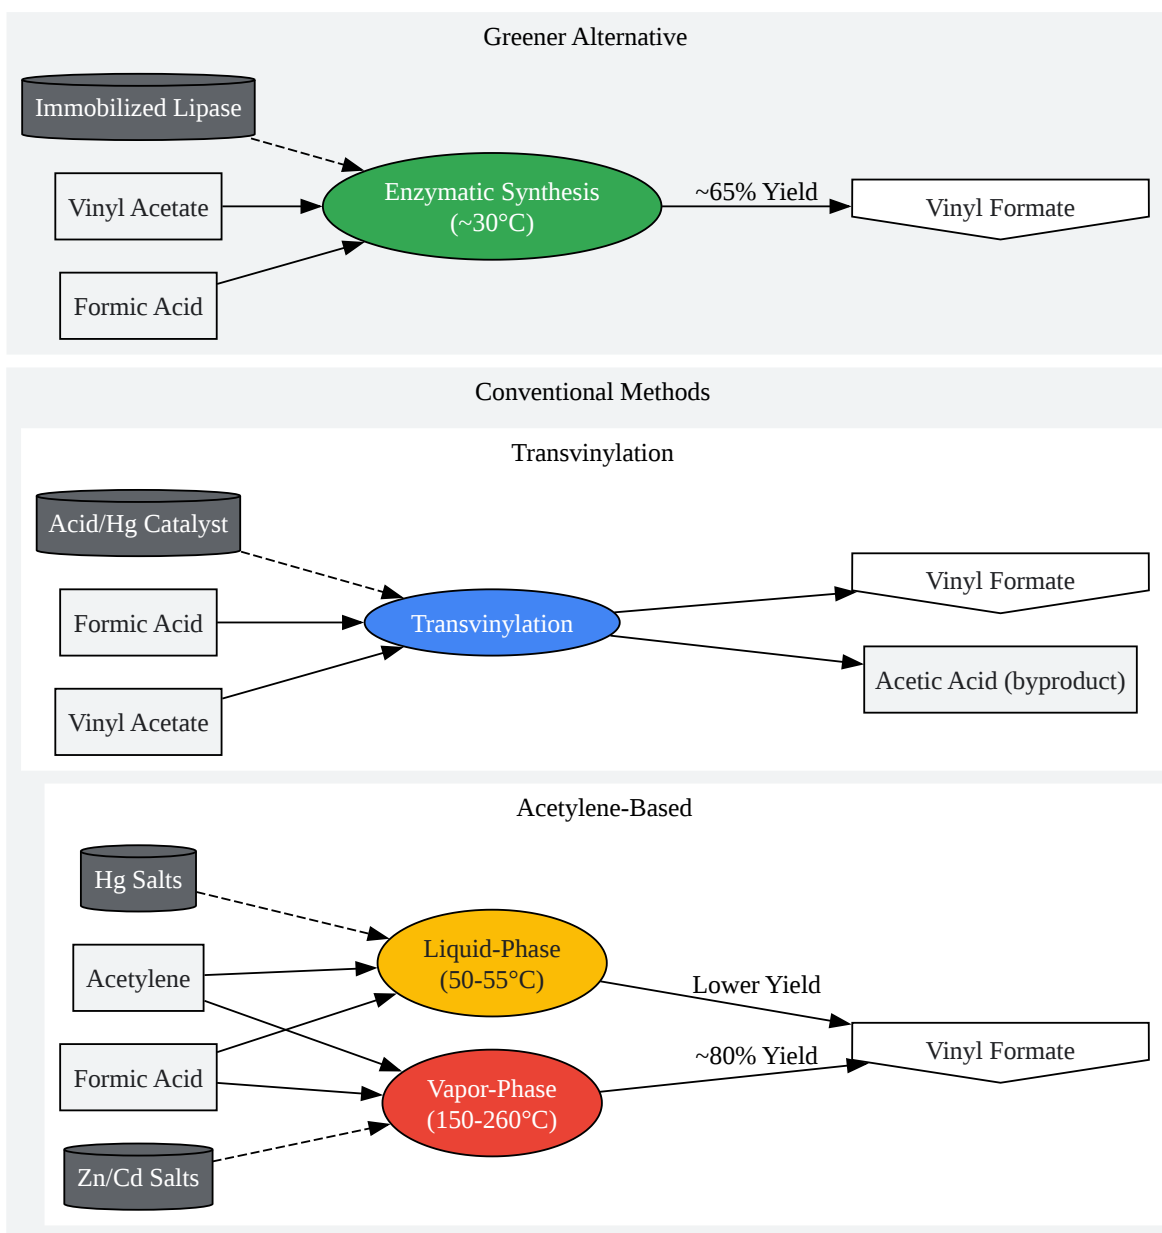 Greener Alternative
Immobilized Lipase
Vinyl Acetate
Formic Acid
Enzymatic Synthesis
(~30°C)
~65% Yield
Vinyl Formate
Conventional Methods
Transvinylation
Acid/Hg Catalyst
Formic Acid
Vinyl Acetate
Transvinylation
Vinyl Formate
Acetic Acid (byproduct)
Acetylene-Based
Hg Salts
Acetylene
Formic Acid
Zn/Cd Salts
Liquid-Phase
(50-55°C)
Vapor-Phase
(150-260°C)
Lower Yield
~80% Yield
Vinyl Formate